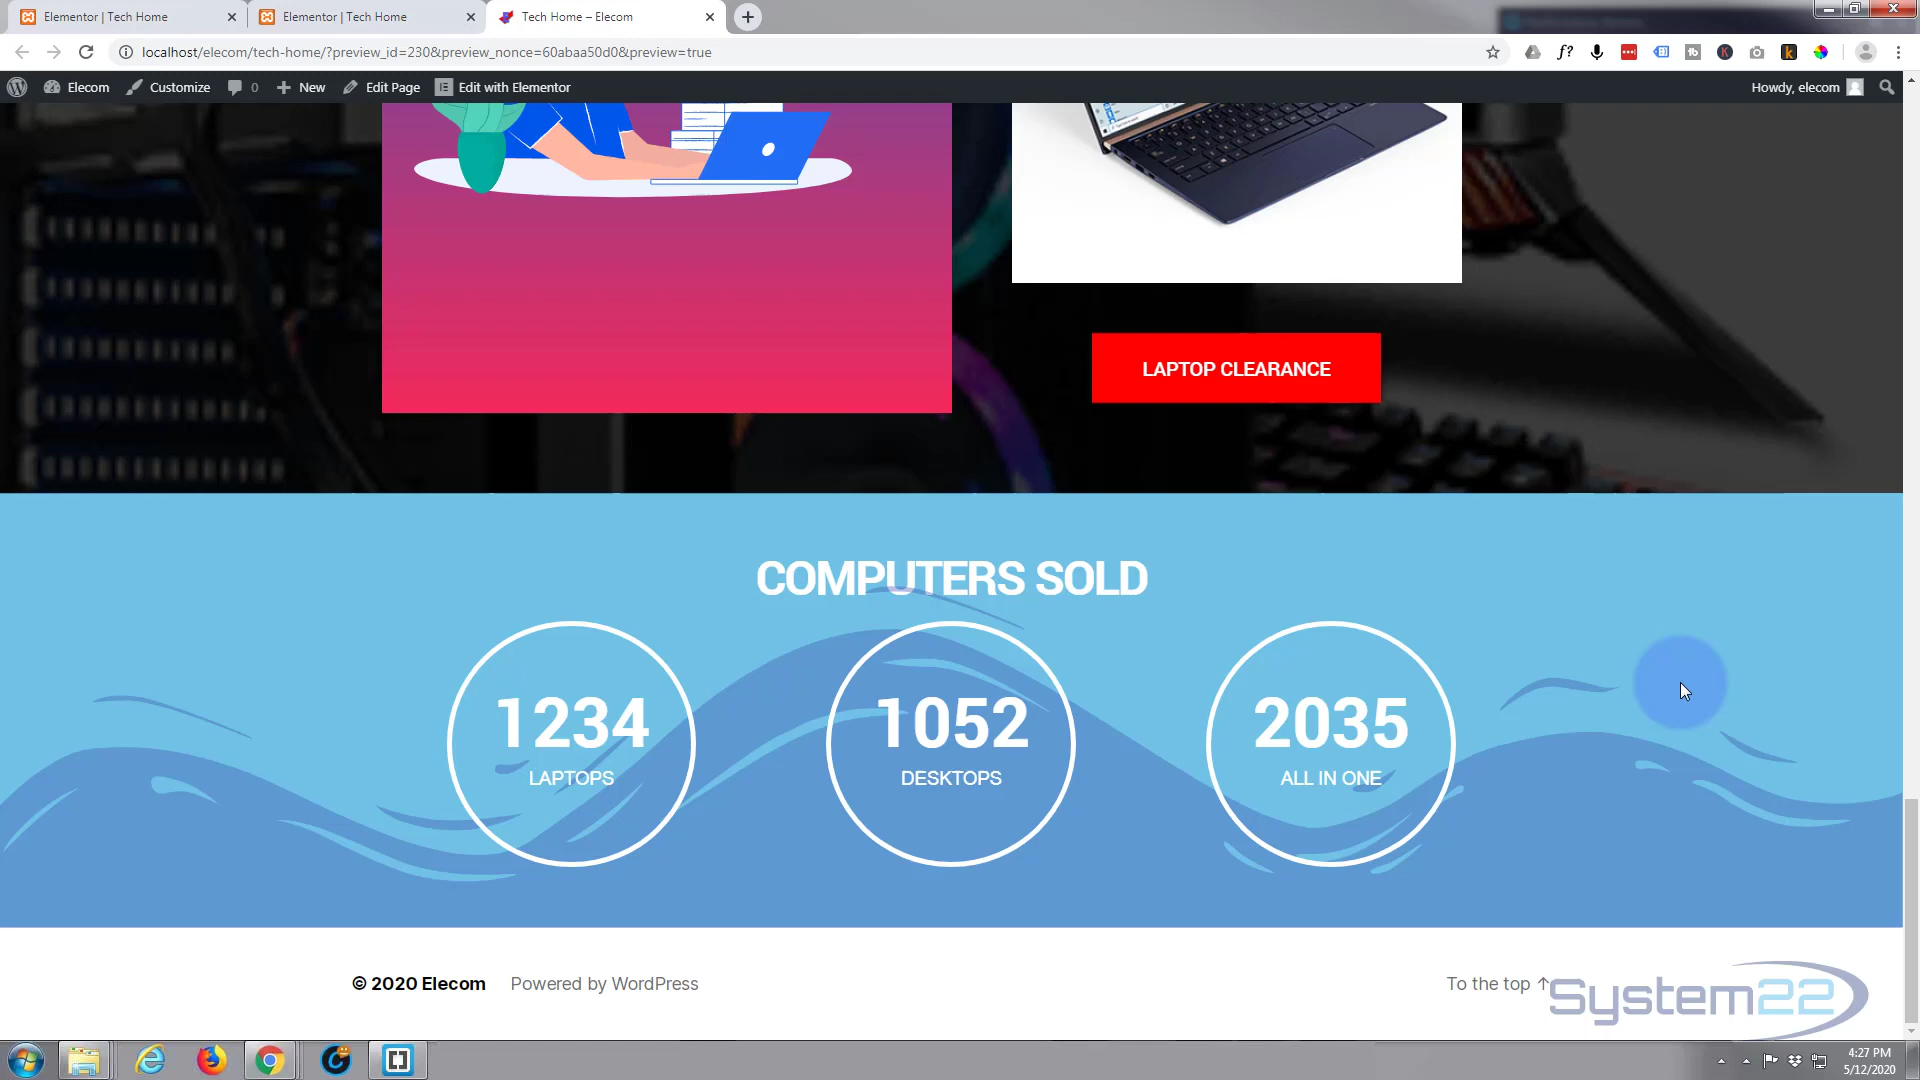 Elementor | Tech Home
Elementor | Tech Home
Tech Home – Elecom
localhost/elecom/tech-home/?preview_id=230&preview_nonce=60abaa50d0&preview=true
Elecom
Customize
0
New
Edit Page
Edit with Elementor
Howdy, elecom
LAPTOP CLEARANCE
COMPUTERS SOLD
1234
1052
2035
LAPTOPS
DESKTOPS
ALL IN ONE
© 2020 Elecom
Powered by WordPress
To the top ↑
System22
4:27 PM
5/12/2020